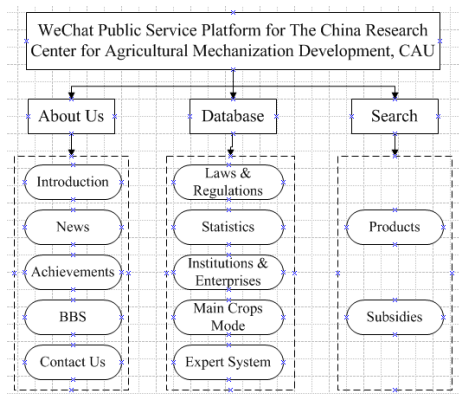 WeChat Public Service Platform for The China Research
Center for Agricultural Mechanization Development, CAU
About Us
Database
Search
Introduction
News
Achievements
BBS
Contact Us
Laws &
Regulations
Statistics
Institutions &
Enterprises
Main Crops
Mode
Expert System
Products
Subsidies